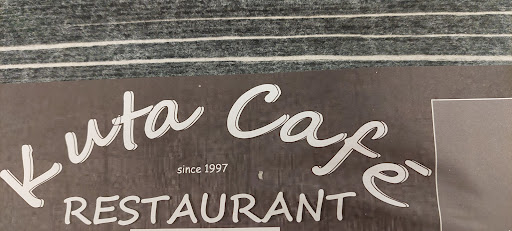 Kuta Café
since 1997
RESTAURANT